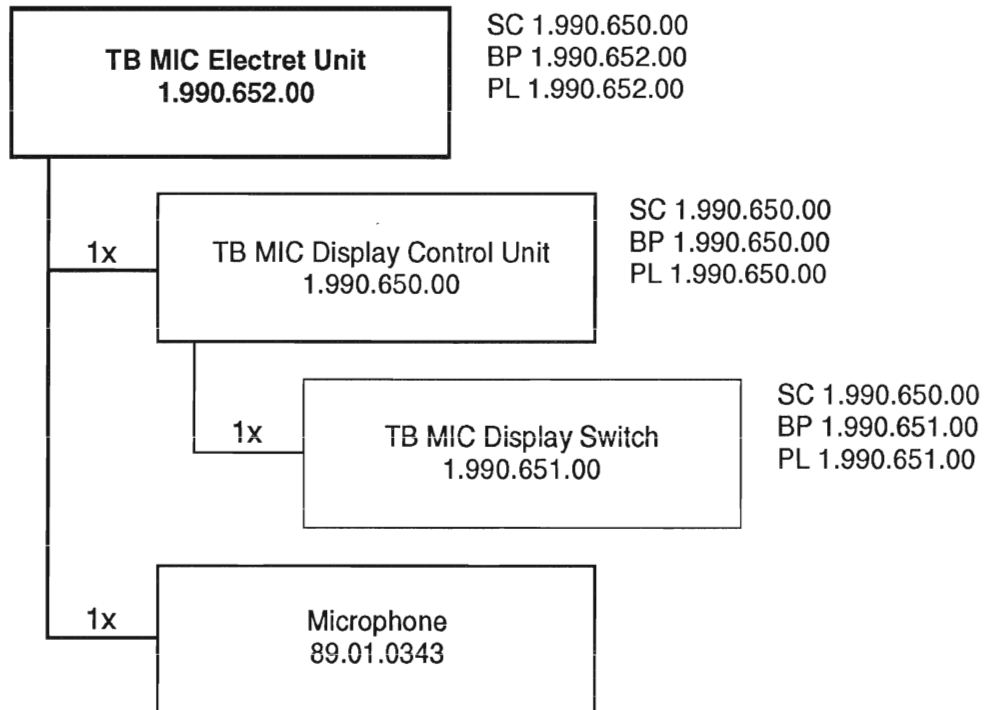 TB MIC Electret Unit
1.990.652.00
SC 1.990.650.00
BP 1.990.652.00
PL 1.990.652.00
1x
TB MIC Display Control Unit
1.990.650.00
SC 1.990.650.00
BP 1.990.650.00
PL 1.990.650.00
1x
TB MIC Display Switch
1.990.651.00
SC 1.990.650.00
BP 1.990.651.00
PL 1.990.651.00
1x
Microphone
89.01.0343